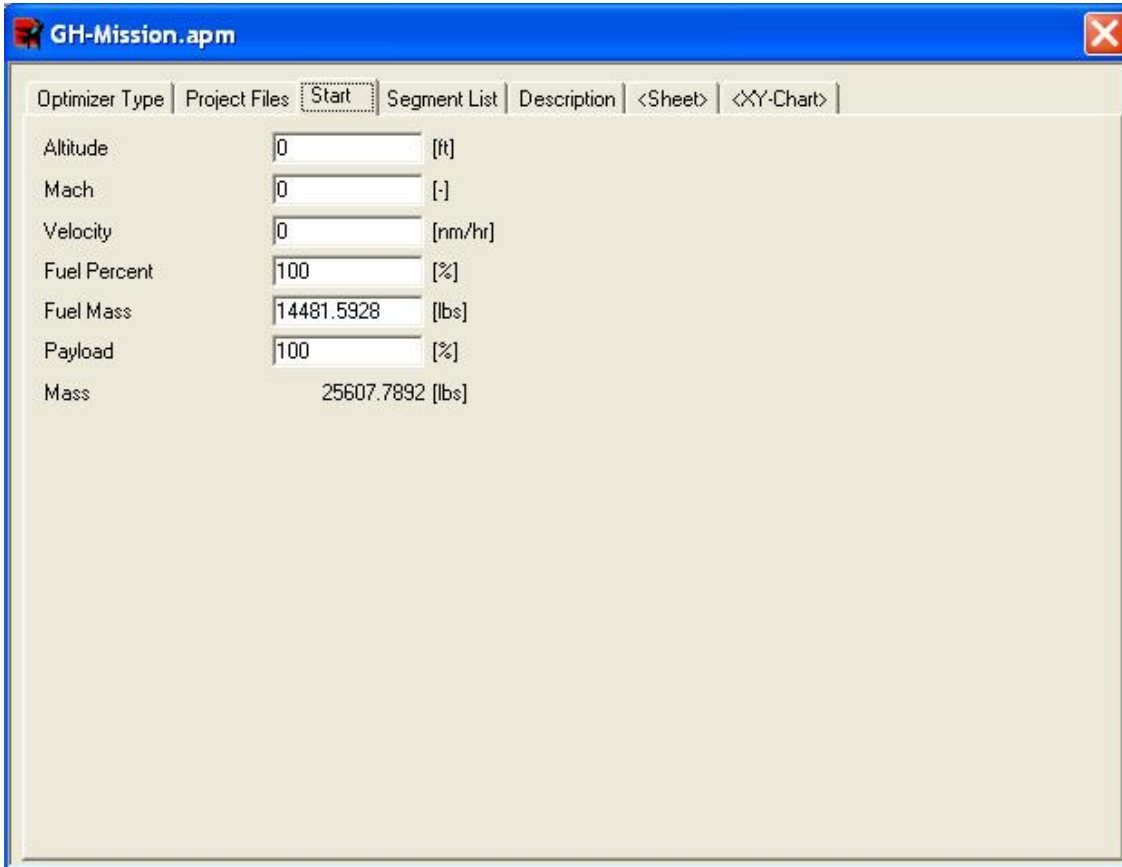 GH-Mission.apm
Optimizer Type Project Files Start Segment List Description <Sheet> <XY-Chart>
Altitude 0 [ft]
Mach 0 [-]
Velocity 0 [nm/hr]
Fuel Percent 100 [%]
Fuel Mass 14481.5928 [lbs]
Payload 100 [%]
Mass 25607.7892 [lbs]